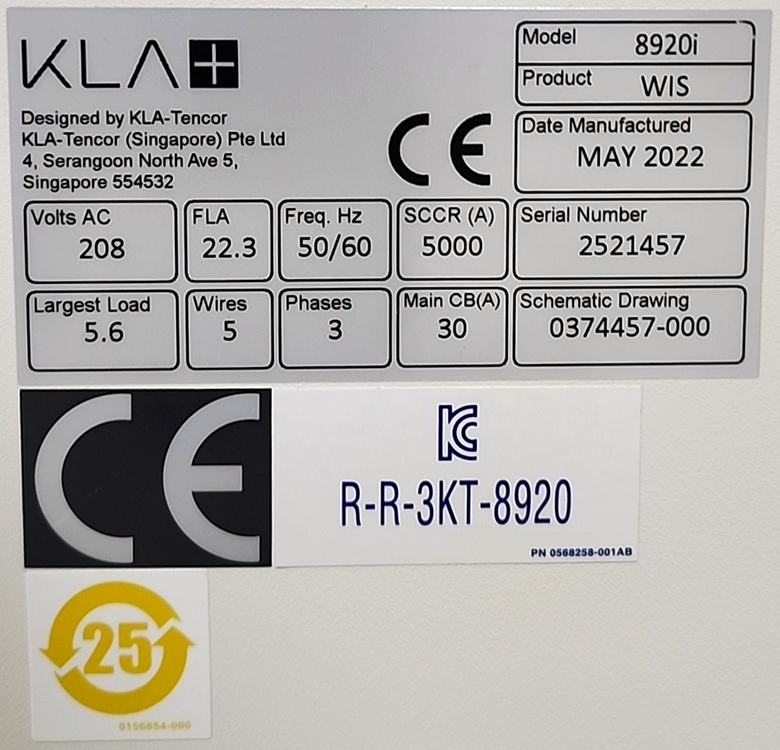 KLA+
Designed by KLA-Tencor
KLA-Tencor (Singapore) Pte Ltd
4, Serangoon North Ave 5,
Singapore 554532
CE
Model 8920i
Product WIS
Date Manufactured
MAY 2022
Volts AC
208
FLA
22.3
Freq. Hz
50/60
SCCR (A)
5000
Serial Number
2521457
Largest Load
5.6
Wires
5
Phases
3
Main CB(A)
30
Schematic Drawing
0374457-000
CE
KC
R-R-3KT-8920
PN 0568258-001AB
25
0156854-000